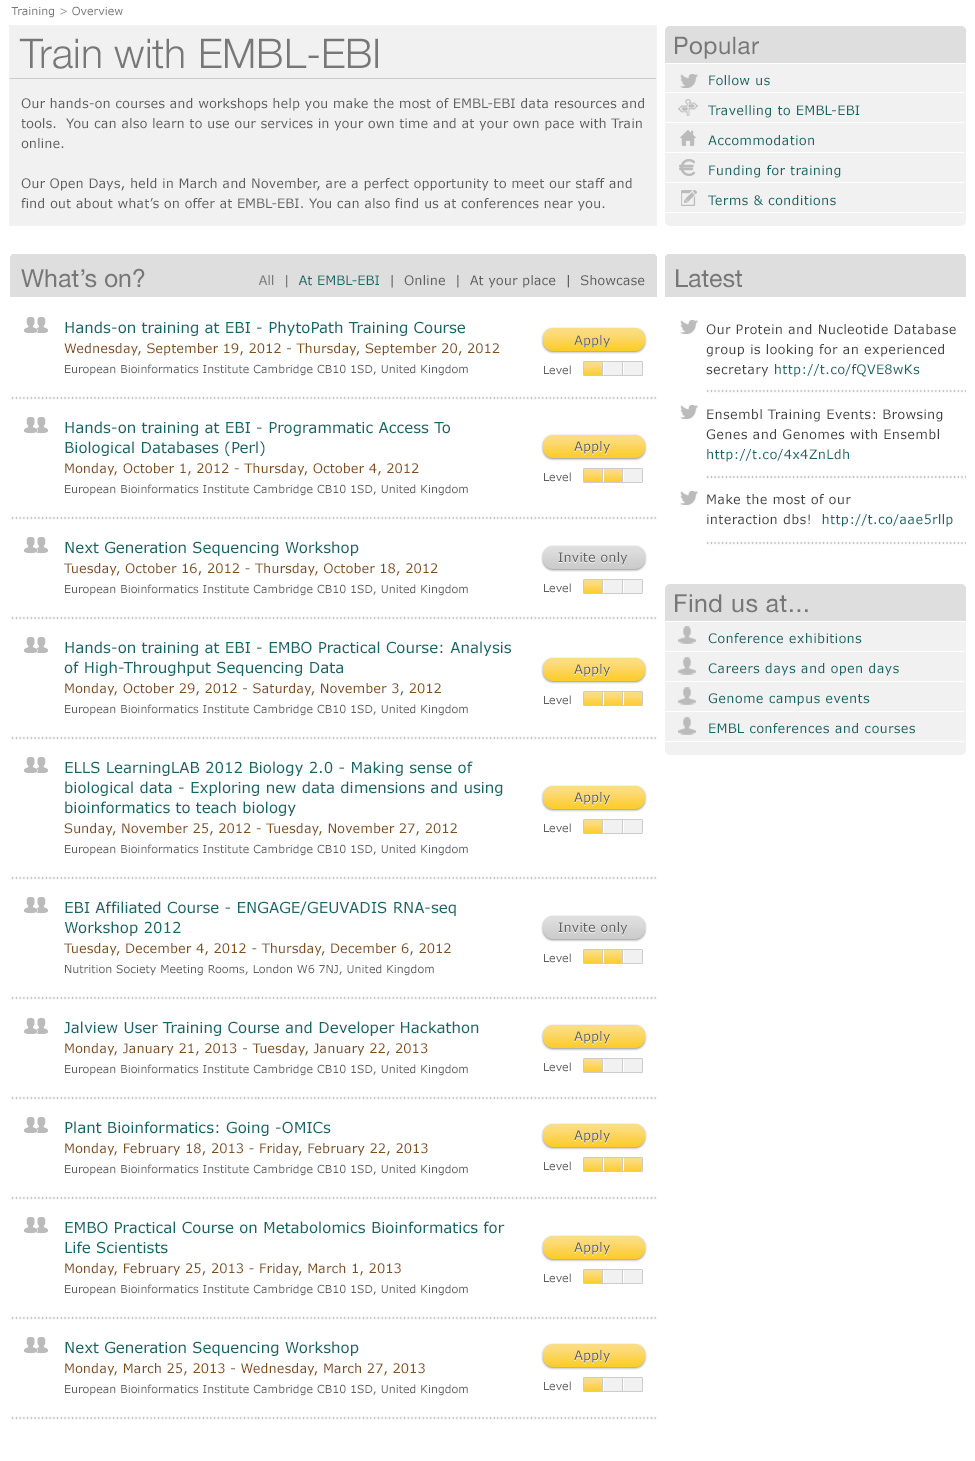 Training > Overview
Train with EMBL-EBI
Our hands-on courses and workshops help you make the most of EMBL-EBI data resources and
tools.  You can also learn to use our services in your own time and at your own pace with Train
online.
Our Open Days, held in March and November, are a perfect opportunity to meet our staff and
find out about what's on offer at EMBL-EBI. You can also find us at conferences near you.
Popular
Follow us
Travelling to EMBL-EBI
Accommodation
Funding for training
Terms & conditions
What's on?
All | At EMBL-EBI | Online | At your place | Showcase
Hands-on training at EBI - PhytoPath Training Course
Wednesday, September 19, 2012 - Thursday, September 20, 2012
European Bioinformatics Institute Cambridge CB10 1SD, United Kingdom
Apply
Level
Hands-on training at EBI - Programmatic Access To
Biological Databases (Perl)
Monday, October 1, 2012 - Thursday, October 4, 2012
European Bioinformatics Institute Cambridge CB10 1SD, United Kingdom
Apply
Level
Next Generation Sequencing Workshop
Tuesday, October 16, 2012 - Thursday, October 18, 2012
European Bioinformatics Institute Cambridge CB10 1SD, United Kingdom
Invite only
Level
Hands-on training at EBI - EMBO Practical Course: Analysis
of High-Throughput Sequencing Data
Monday, October 29, 2012 - Saturday, November 3, 2012
European Bioinformatics Institute Cambridge CB10 1SD, United Kingdom
Apply
Level
ELLS LearningLAB 2012 Biology 2.0 - Making sense of
biological data - Exploring new data dimensions and using
bioinformatics to teach biology
Sunday, November 25, 2012 - Tuesday, November 27, 2012
European Bioinformatics Institute Cambridge CB10 1SD, United Kingdom
Apply
Level
EBI Affiliated Course - ENGAGE/GEUVADIS RNA-seq
Workshop 2012
Tuesday, December 4, 2012 - Thursday, December 6, 2012
Nutrition Society Meeting Rooms, London W6 7NJ, United Kingdom
Invite only
Level
Jalview User Training Course and Developer Hackathon
Monday, January 21, 2013 - Tuesday, January 22, 2013
European Bioinformatics Institute Cambridge CB10 1SD, United Kingdom
Apply
Level
Plant Bioinformatics: Going -OMICs
Monday, February 18, 2013 - Friday, February 22, 2013
European Bioinformatics Institute Cambridge CB10 1SD, United Kingdom
Apply
Level
EMBO Practical Course on Metabolomics Bioinformatics for
Life Scientists
Monday, February 25, 2013 - Friday, March 1, 2013
European Bioinformatics Institute Cambridge CB10 1SD, United Kingdom
Apply
Level
Next Generation Sequencing Workshop
Monday, March 25, 2013 - Wednesday, March 27, 2013
European Bioinformatics Institute Cambridge CB10 1SD, United Kingdom
Apply
Level
Latest
Our Protein and Nucleotide Database
group is looking for an experienced
secretary http://t.co/fQVE8wKs
Ensembl Training Events: Browsing
Genes and Genomes with Ensembl
http://t.co/4x4ZnLdh
Make the most of our
interaction dbs!  http://t.co/aae5rllp
Find us at...
Conference exhibitions
Careers days and open days
Genome campus events
EMBL conferences and courses